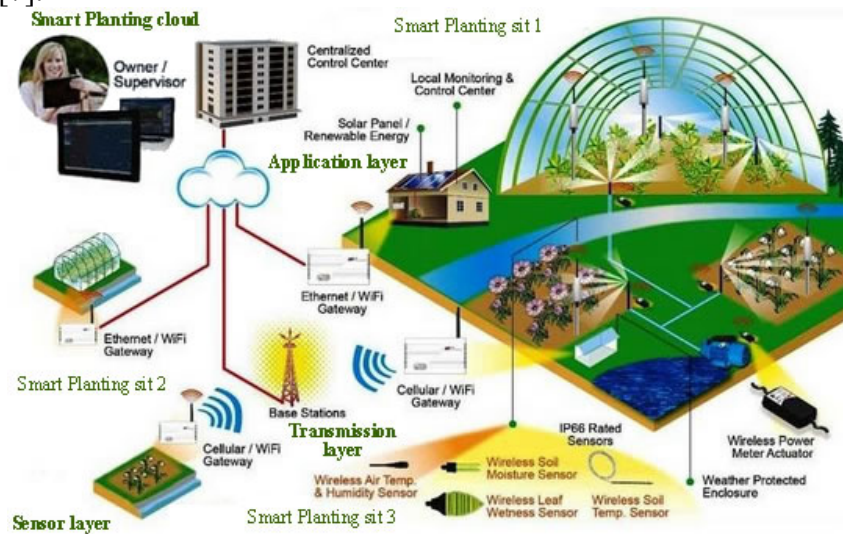 Smart Planting cloud
Owner /
Supervisor
Centralized
Control Center
Smart Planting sit 1
Local Monitoring &
Control Center
Solar Panel /
Renewable Energy
Application layer
Ethernet / WiFi
Gateway
Ethernet / WiFi
Gateway
Smart Planting sit 2
Base Stations
Cellular / WiFi
Gateway
Cellular / WiFi
Gateway
Transmission
layer
IP66 Rated
Sensors
Wireless Power
Meter Actuator
Wireless Air Temp.
& Humidity Sensor
Wireless Soil
Moisture Sensor
Wireless Leaf
Wetness Sensor
Wireless Soil
Temp. Sensor
Weather Protected
Enclosure
Smart Planting sit 3
Sensor layer